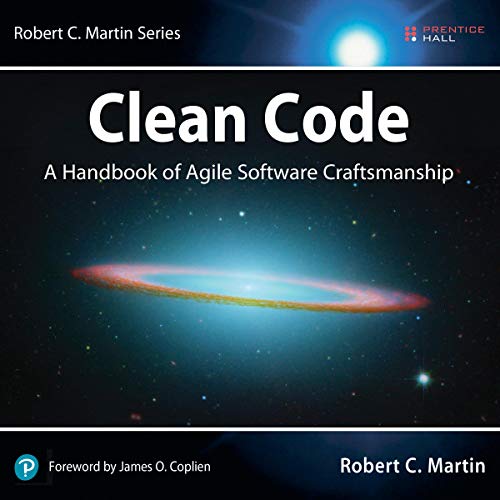 Robert C. Martin Series
PRENTICE
HALL
Clean Code
A Handbook of Agile Software Craftsmanship
Foreword by James O. Coplien
Robert C. Martin